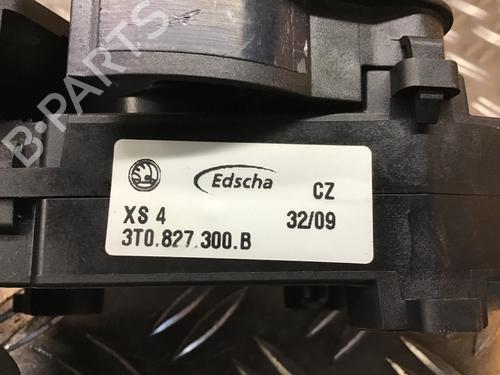 B-PARTS
Edscha CZ
XS 4 32/09
3T0.827.300.B